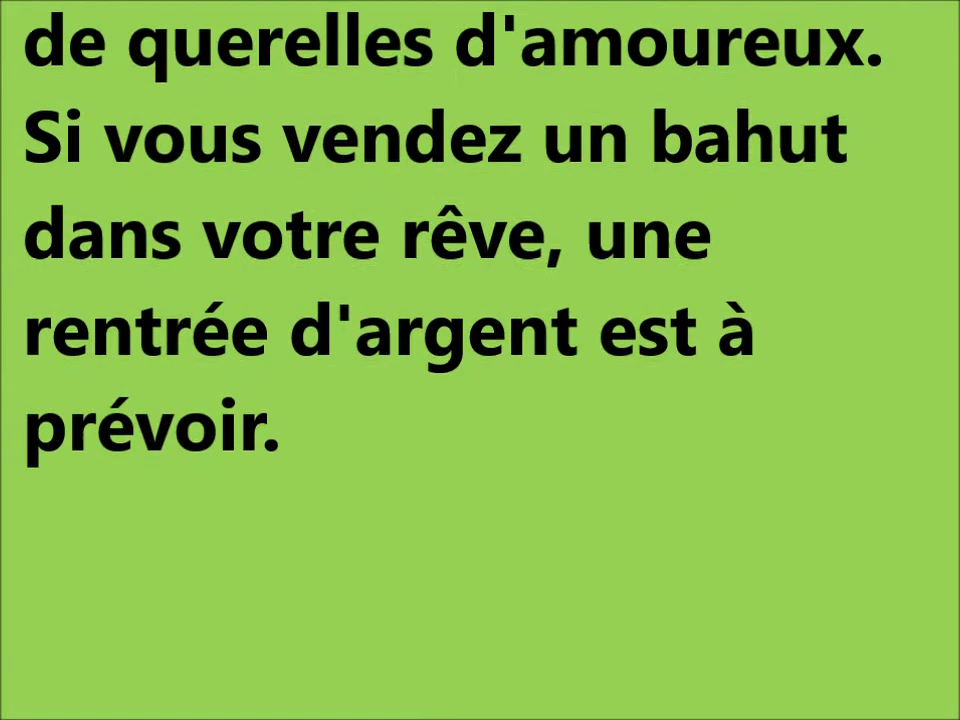 de querelles d'amoureux.
Si vous vendez un bahut
dans votre rêve, une
rentrée d'argent est à
prévoir.